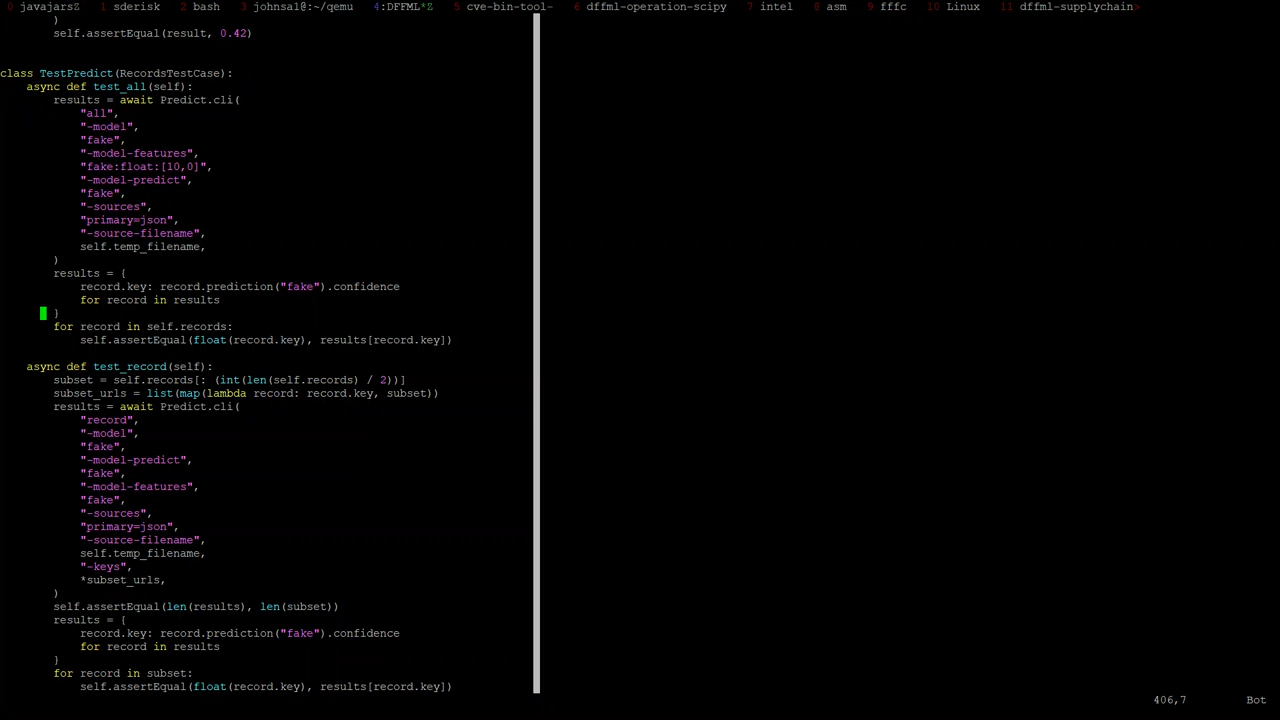 0 javajarsZ  1 sderisk  2 bash  3 johnsal@:~/qemu  4:DFFML*Z  5 cve-bin-tool-  6 dffml-operation-scipy  7 intel  8 asm  9 fffc  10 Linux  11 dffml-supplychain>
        )
        self.assertEqual(result, 0.42)
class TestPredict(RecordsTestCase):
    async def test_all(self):
        results = await Predict.cli(
            "all",
            "-model",
            "fake",
            "-model-features",
            "fake:float:[10,0]",
            "-model-predict",
            "fake",
            "-sources",
            "primary=json",
            "-source-filename",
            self.temp_filename,
        )
        results = {
            record.key: record.prediction("fake").confidence
            for record in results
        }
        for record in self.records:
            self.assertEqual(float(record.key), results[record.key])
    async def test_record(self):
        subset = self.records[: (int(len(self.records) / 2))]
        subset_urls = list(map(lambda record: record.key, subset))
        results = await Predict.cli(
            "record",
            "-model",
            "fake",
            "-model-predict",
            "fake",
            "-model-features",
            "fake",
            "-sources",
            "primary=json",
            "-source-filename",
            self.temp_filename,
            "-keys",
            *subset_urls,
        )
        self.assertEqual(len(results), len(subset))
        results = {
            record.key: record.prediction("fake").confidence
            for record in results
        }
        for record in subset:
            self.assertEqual(float(record.key), results[record.key])
406,7  Bot